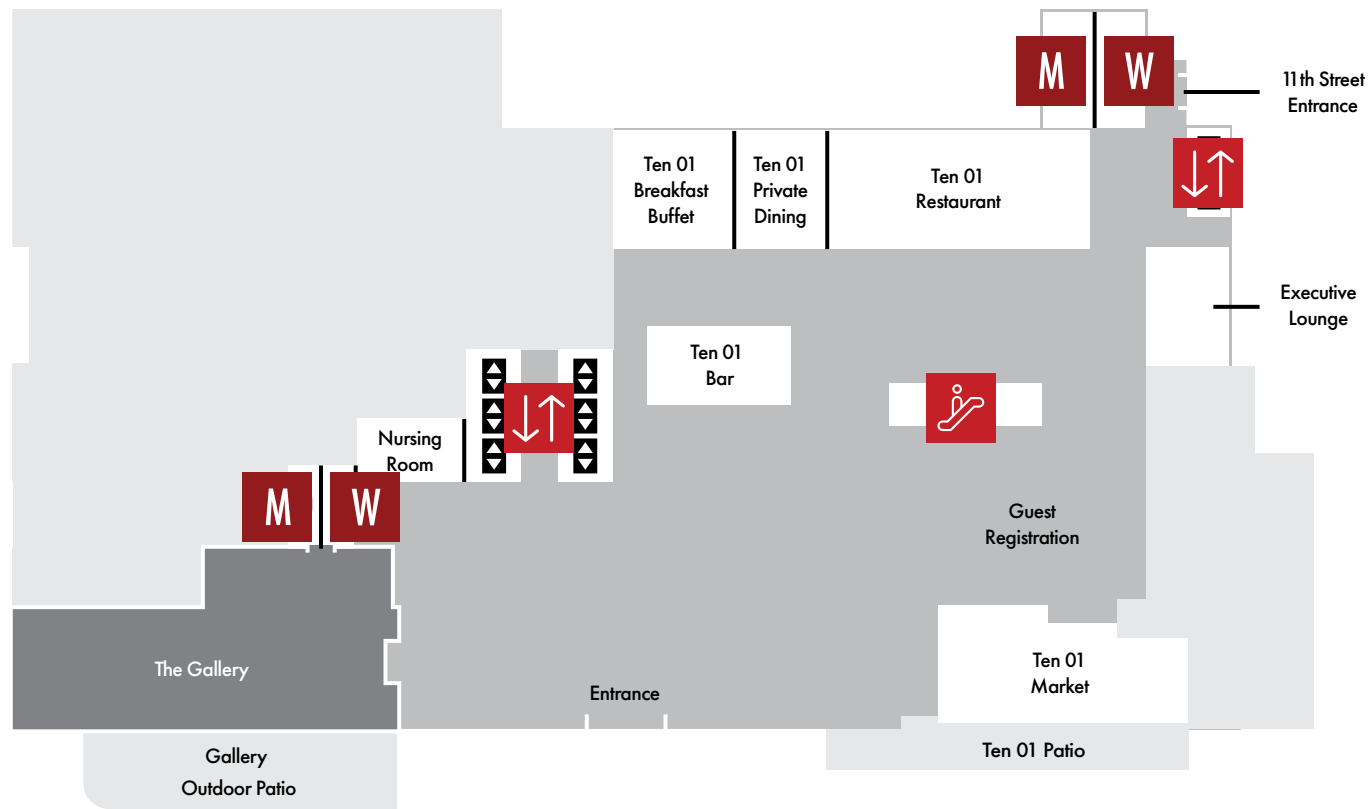 M
W
11th Street
Entrance
Ten 01
Breakfast
Buffet
Ten 01
Private
Dining
Ten 01
Restaurant
Executive
Lounge
Ten 01
Bar
Nursing
Room
M
W
Guest
Registration
The Gallery
Ten 01
Market
Entrance
Gallery
Outdoor Patio
Ten 01 Patio